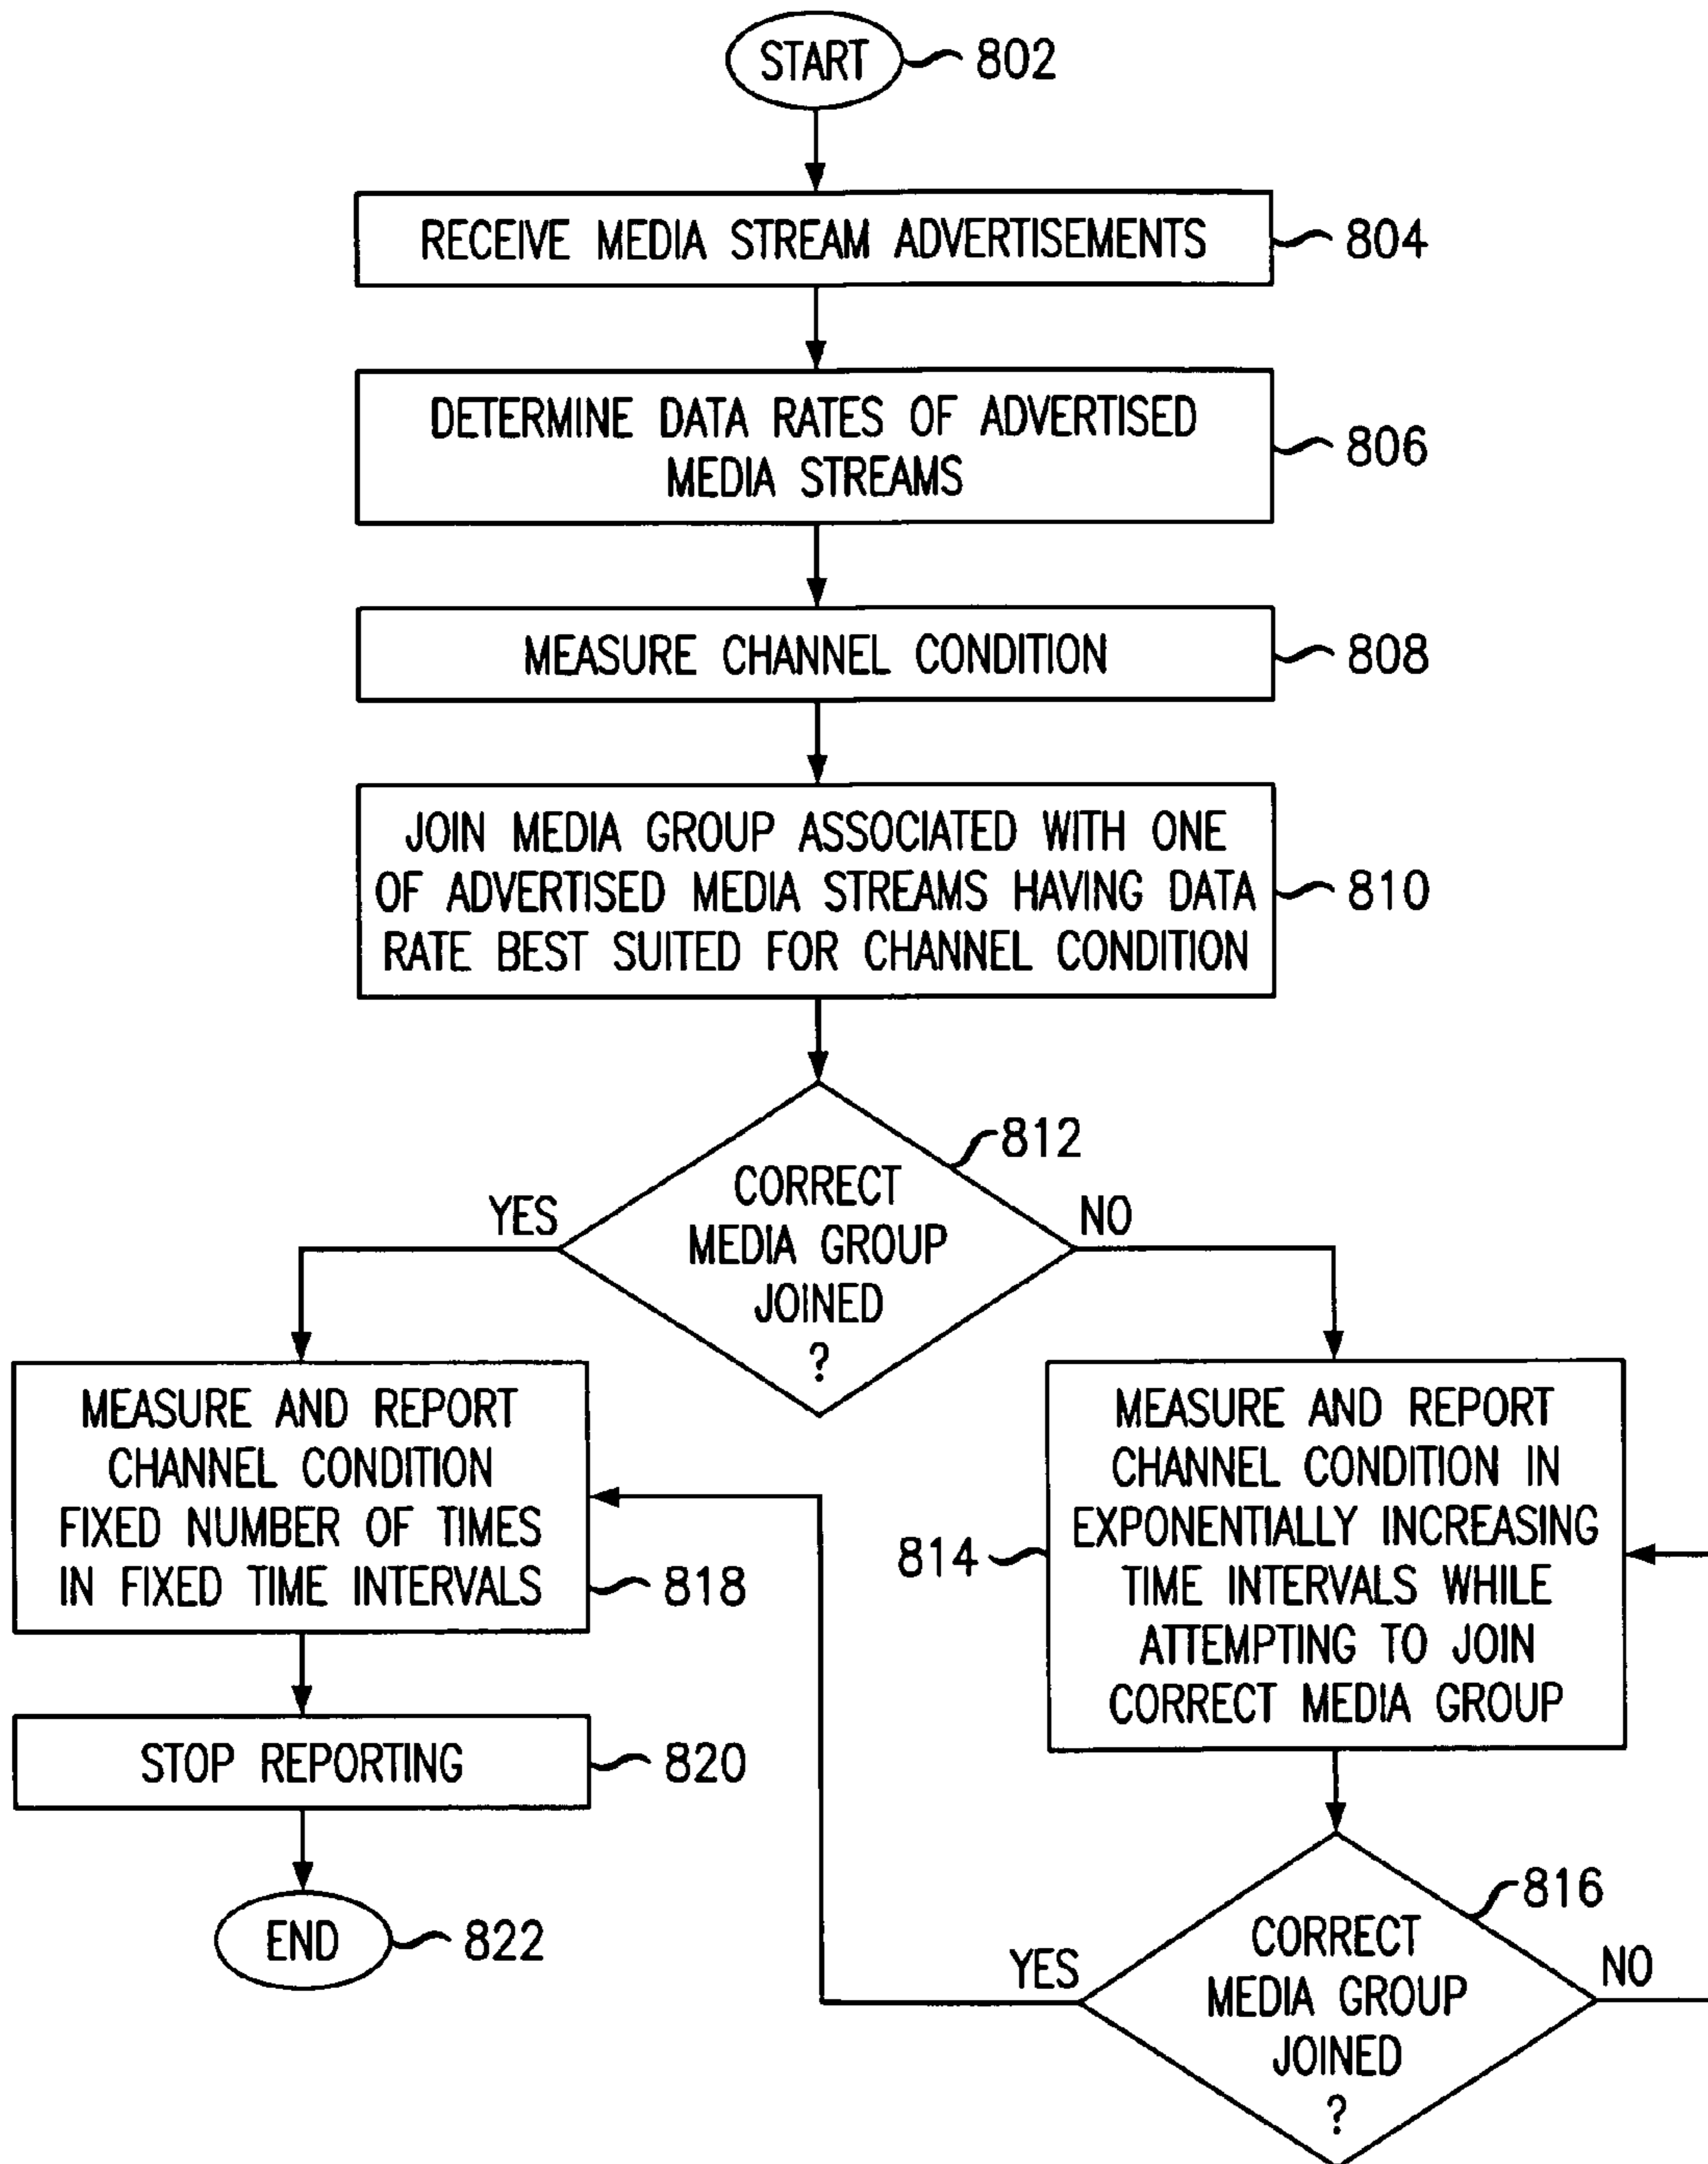 START
802
RECEIVE MEDIA STREAM ADVERTISEMENTS
804
DETERMINE DATA RATES OF ADVERTISED
MEDIA STREAMS
806
MEASURE CHANNEL CONDITION
808
JOIN MEDIA GROUP ASSOCIATED WITH ONE
OF ADVERTISED MEDIA STREAMS HAVING DATA
RATE BEST SUITED FOR CHANNEL CONDITION
810
812
CORRECT
MEDIA GROUP
JOINED
?
YES
NO
MEASURE AND REPORT
CHANNEL CONDITION
FIXED NUMBER OF TIMES
IN FIXED TIME INTERVALS
818
814
MEASURE AND REPORT
CHANNEL CONDITION IN
EXPONENTIALLY INCREASING
TIME INTERVALS WHILE
ATTEMPTING TO JOIN
CORRECT MEDIA GROUP
STOP REPORTING
820
END
822
816
CORRECT
MEDIA GROUP
JOINED
?
YES
NO